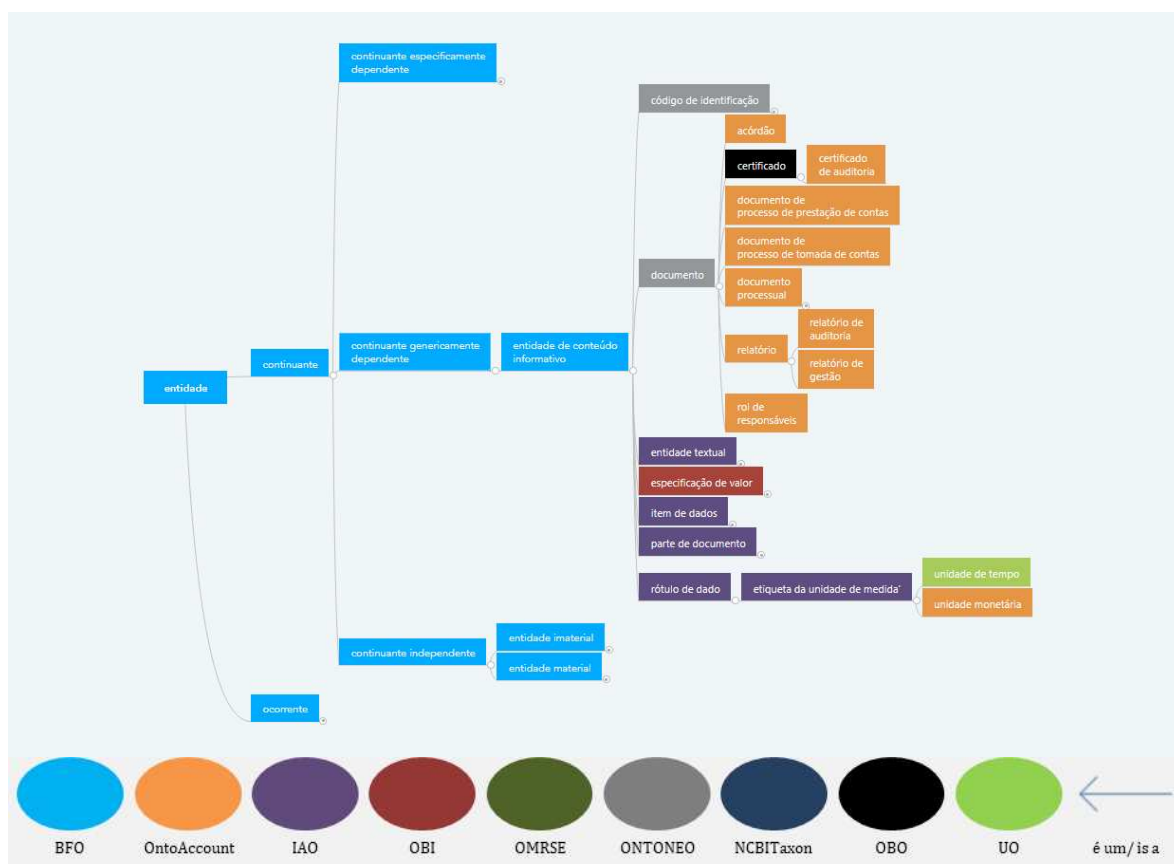 continuante especificamente
dependente
código de identificação
acórdão
certificado
certificado
de auditoria
documento de
processo de prestação de contas
documento de
processo de tomada de contas
documento
documento
processual
relatório
relatório de
auditoria
relatório de
gestão
rol de
responsáveis
entidade
continuante
continuante genericamente
dependente
entidade de conteúdo
informativo
entidade textual
especificação de valor
item de dados
parte de documento
rótulo de dado
etiqueta da unidade de medida*
unidade de tempo
unidade monetária
continuante independente
entidade imaterial
entidade material
ocorrente
BFO
OntoAccount
IAO
OBI
OMRSE
ONTONEO
NCBITaxon
OBO
UO
é um/ is a